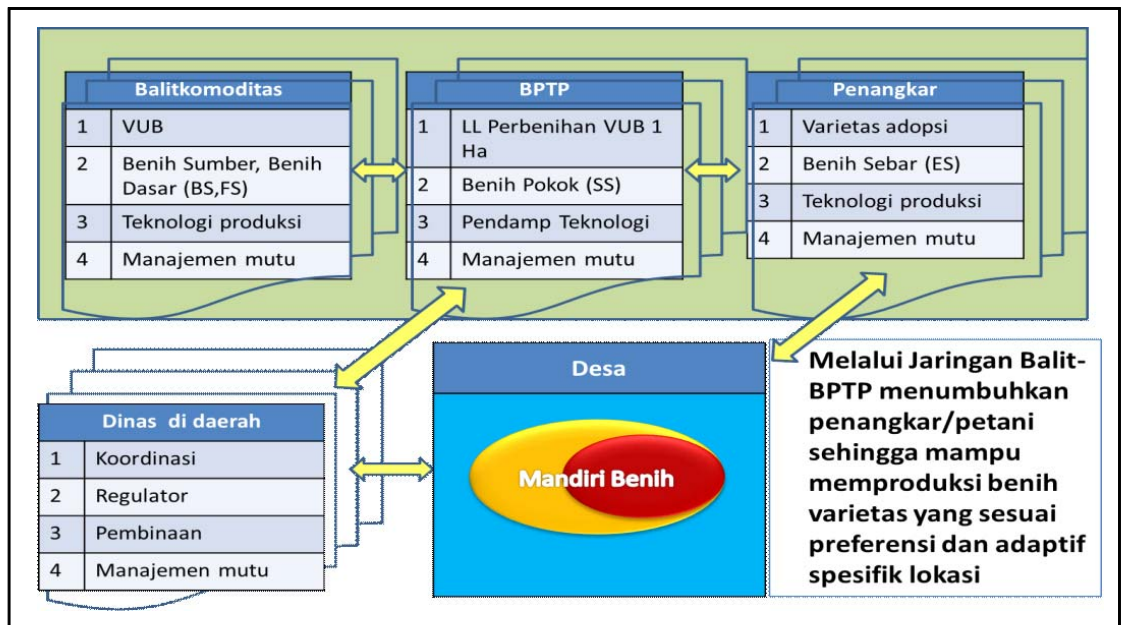 Balitkomoditas
1 VUB
2 Benih Sumber, Benih
Dasar (BS,FS)
3 Teknologi produksi
4 Manajemen mutu
BPTP
1 LL Perbenihan VUB 1
Ha
2 Benih Pokok (SS)
3 Pendamp Teknologi
4 Manajemen mutu
Penangkar
1 Varietas adopsi
2 Benih Sebar (ES)
3 Teknologi produksi
4 Manajemen mutu
Dinas di daerah
1 Koordinasi
2 Regulator
3 Pembinaan
4 Manajemen mutu
Desa
Mandiri Benih
Melalui Jaringan Balit-
BPTP menumbuhkan
penangkar/petani
sehingga mampu
memproduksi benih
varietas yang sesuai
preferensi dan adaptif
spesifik lokasi